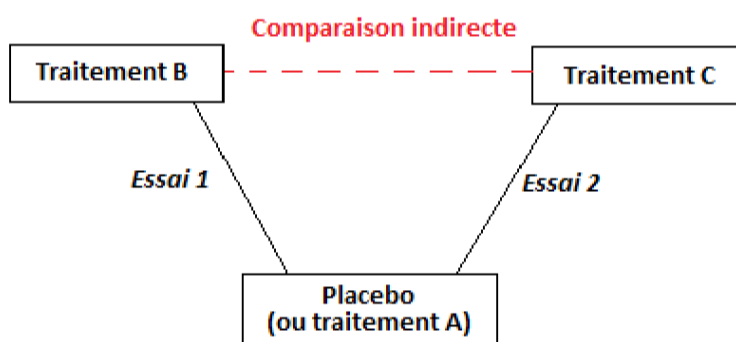 Comparaison indirecte
Traitement B
Traitement C
Essai 1
Essai 2
Placebo
(ou traitement A)